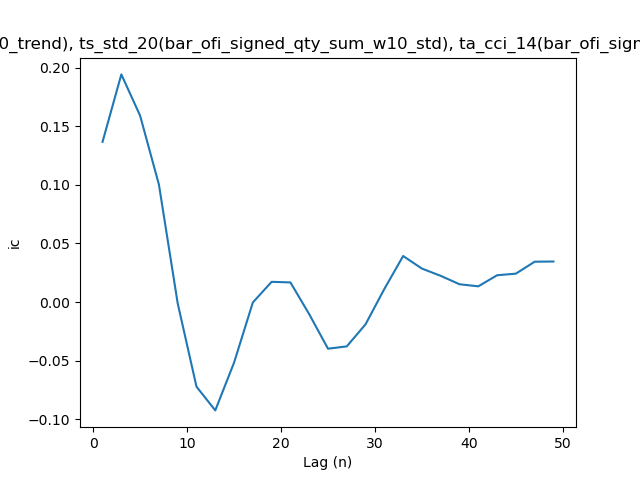 0_trend), ts_std_20(bar_ofi_signed_qty_sum_w10_std), ta_cci_14(bar_ofi_sign
0.20
0.15
0.10
0.05
0.00
−0.05
−0.10
ic
0 10 20 30 40 50
Lag (n)